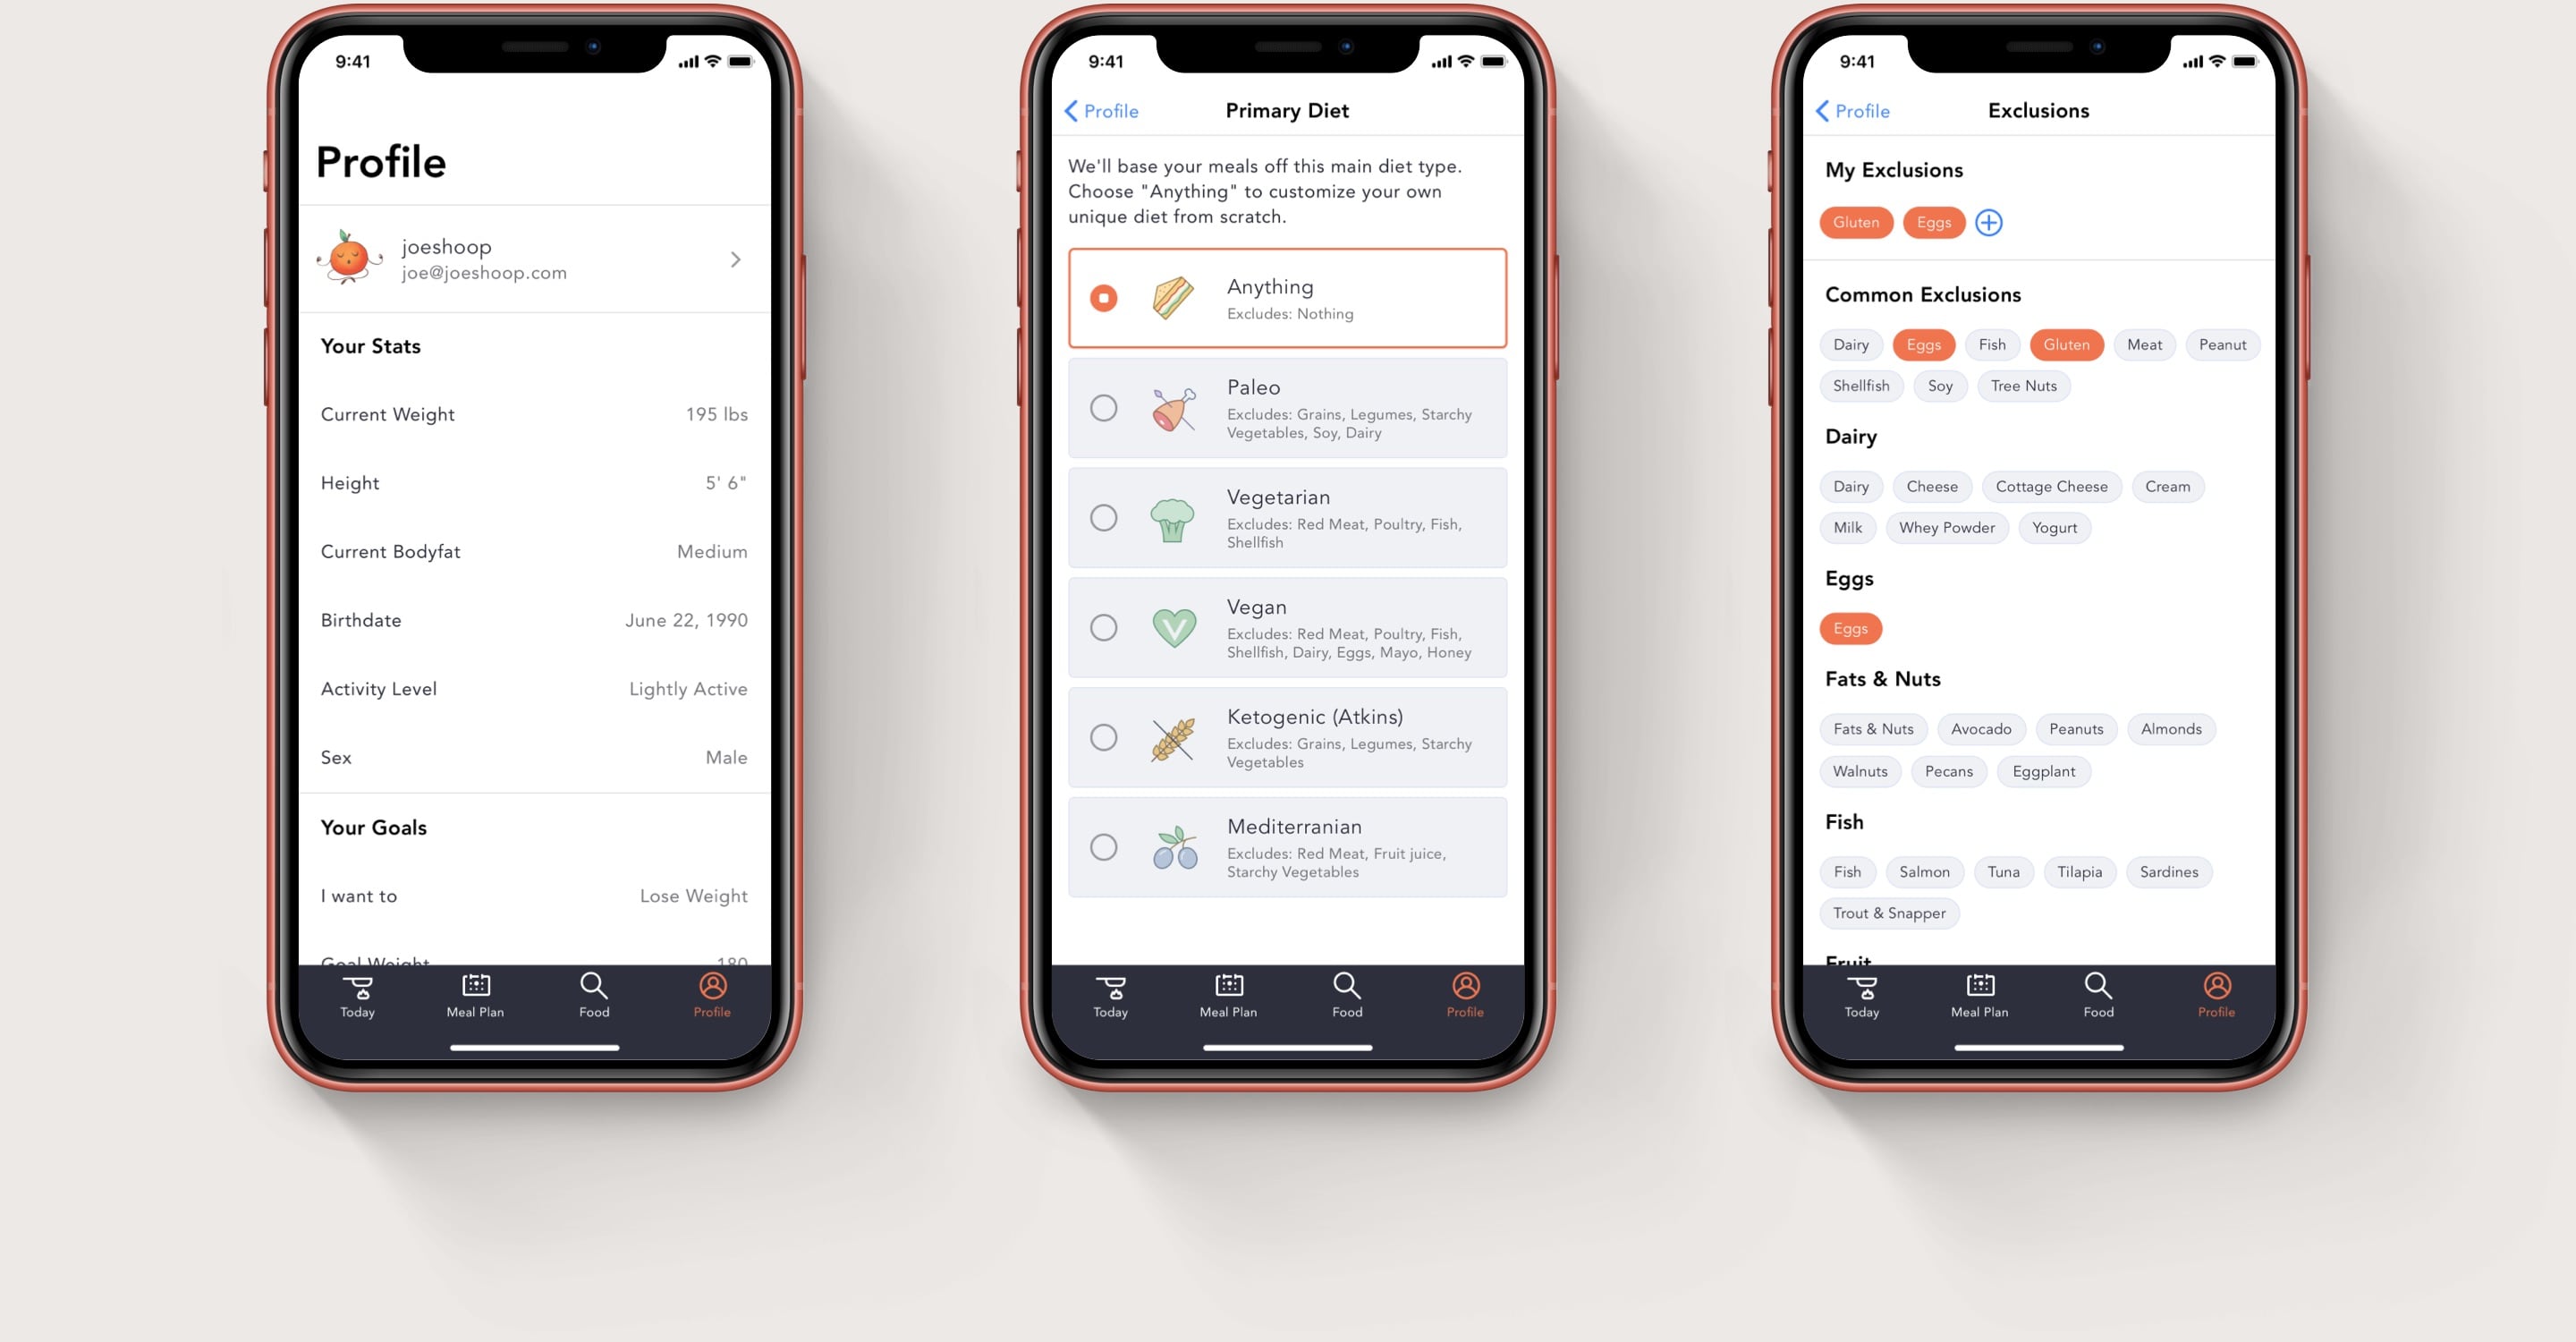 9:41
Profile
joeshoop
joe@joeshoop.com
Your Stats
Current Weight 195 lbs
Height 5' 6"
Current Bodyfat Medium
Birthdate June 22, 1990
Activity Level Lightly Active
Sex Male
Your Goals
I want to Lose Weight
Goal Weight 180
Today Meal Plan Food Profile
9:41
Profile Primary Diet
We'll base your meals off this main diet type.
Choose "Anything" to customize your own
unique diet from scratch.
Anything
Excludes: Nothing
Paleo
Excludes: Grains, Legumes, Starchy
Vegetables, Soy, Dairy
Vegetarian
Excludes: Red Meat, Poultry, Fish,
Shellfish
V
Vegan
Excludes: Red Meat, Poultry, Fish,
Shellfish, Dairy, Eggs, Mayo, Honey
Ketogenic (Atkins)
Excludes: Grains, Legumes, Starchy
Vegetables
Mediterranian
Excludes: Red Meat, Fruit juice,
Starchy Vegetables
Today Meal Plan Food Profile
9:41
Profile Exclusions
My Exclusions
Gluten Eggs
Common Exclusions
Dairy Eggs Fish Gluten Meat Peanut
Shellfish Soy Tree Nuts
Dairy
Dairy Cheese Cottage Cheese Cream
Milk Whey Powder Yogurt
Eggs
Eggs
Fats & Nuts
Fats & Nuts Avocado Peanuts Almonds
Walnuts Pecans Eggplant
Fish
Fish Salmon Tuna Tilapia Sardines
Trout & Snapper
Fruit
Today Meal Plan Food Profile